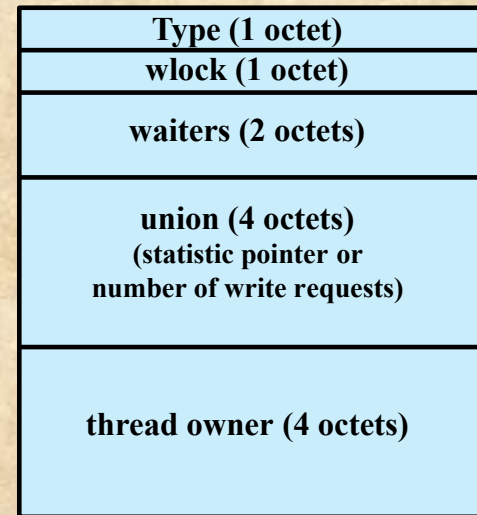 Type (1 octet)
wlock (1 octet)
waiters (2 octets)
union (4 octets)
(statistic pointer or
number of write requests)
thread owner (4 octets)